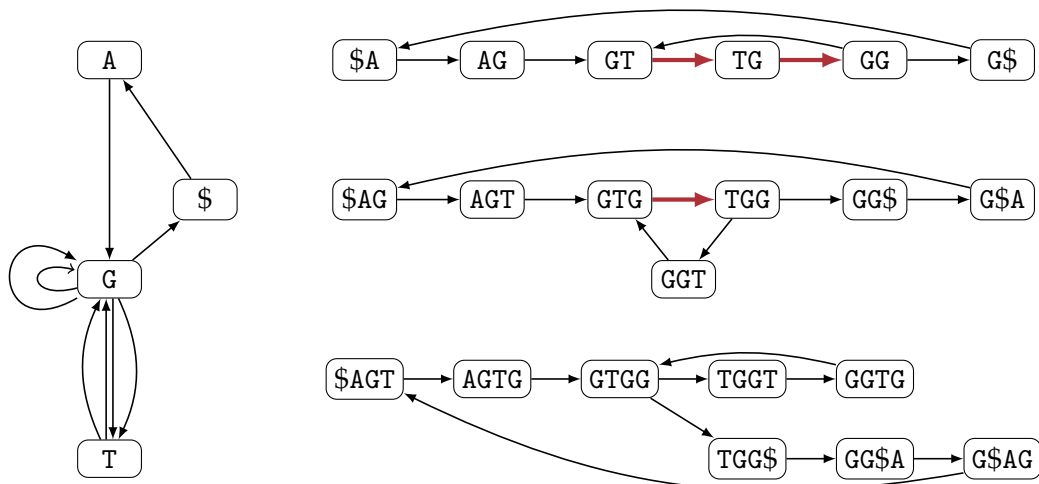 A
$
G
T
$A AG GT TG GG G$
$AG AGT GTG TGG GG$ G$A
GGT
$AGT AGTG GTGG TGGT GGTG
TGG$ GG$A G$AG